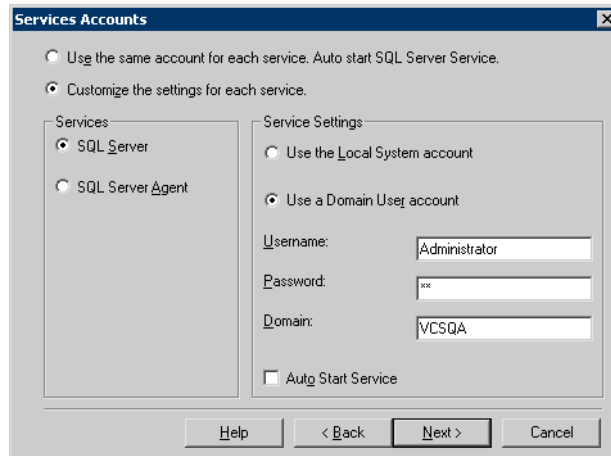 Services Accounts
Use the same account for each service. Auto start SQL Server Service.
Customize the settings for each service.
Services
SQL Server
SQL Server Agent
Service Settings
Use the Local System account
Use a Domain User account
Username:
Administrator
Password:
**
Domain:
VCSQA
Auto Start Service
Help
< Back
Next >
Cancel